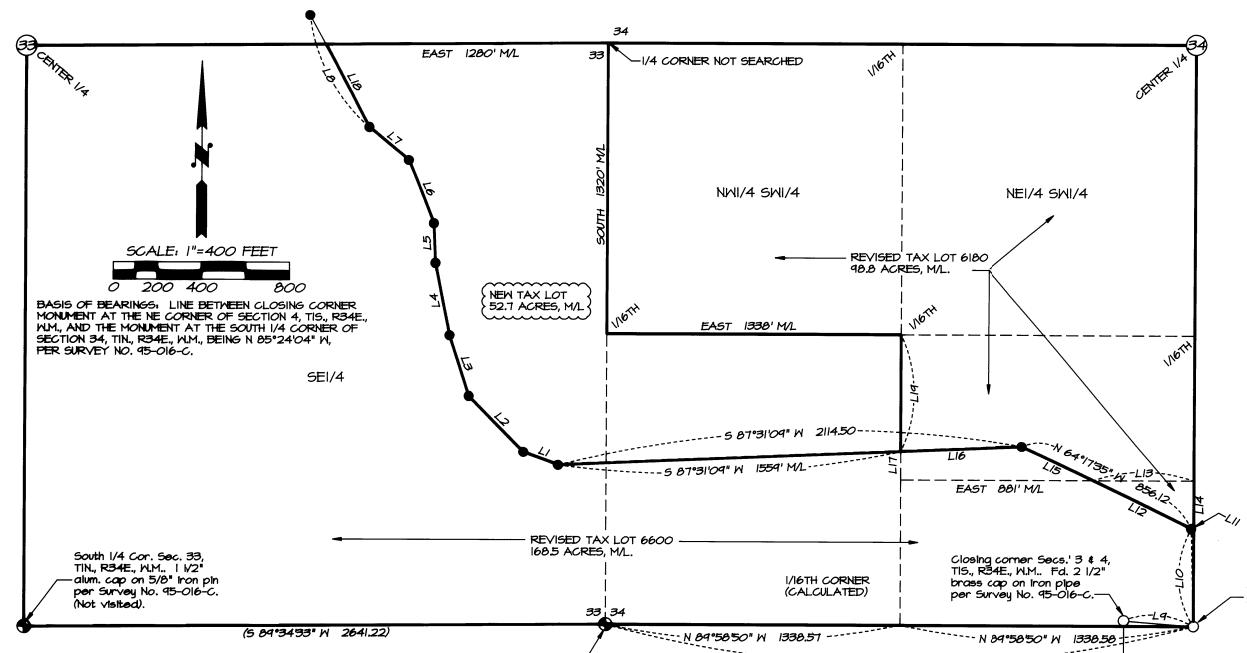 34
33
EAST 1280' M/L
33
34
CENTER 1/4
1/4 CORNER NOT SEARCHED
1/16TH
CENTER 1/4
L8
L18
L7
L6
L5
L4
L3
L2
L1
SOUTH 1320' M/L
NW1/4 SW1/4
NE1/4 SW1/4
SCALE: 1"=400 FEET
0 200 400 800
REVISED TAX LOT 6180
98.8 ACRES, M/L.
NEW TAX LOT
52.7 ACRES, M/L
BASIS OF BEARINGS: LINE BETWEEN CLOSING CORNER
MONUMENT AT THE NE CORNER OF SECTION 4, T1S., R34E.,
W.M., AND THE MONUMENT AT THE SOUTH 1/4 CORNER OF
SECTION 34, T1N., R34E., W.M., BEING N 85°24'04" W,
PER SURVEY NO. 95-016-C.
1/16TH
EAST 1338' M/L
1/16TH
1/16TH
SE1/4
L19
S 87°31'09" W 2114.50
S 87°31'09" W 1559' M/L
L17
L16
N 64°17'35" W 856.12
L15
L13
EAST 881' M/L
L12
L14
L11
REVISED TAX LOT 6600
168.5 ACRES, M/L.
South 1/4 Cor. Sec. 33,
T1N., R34E., W.M.. 1 1/2"
alum. cap on 5/8" iron pin
per Survey No. 95-016-C.
(Not visited).
1/16TH CORNER
(CALCULATED)
Closing corner Secs.' 3 & 4,
T1S., R34E., W.M.. Fd. 2 1/2"
brass cap on iron pipe
per Survey No. 95-016-C.
L10
L9
33 34
(S 89°34'33" W 2641.22)
N 89°58'50" W 1338.57
N 89°58'50" W 1338.58